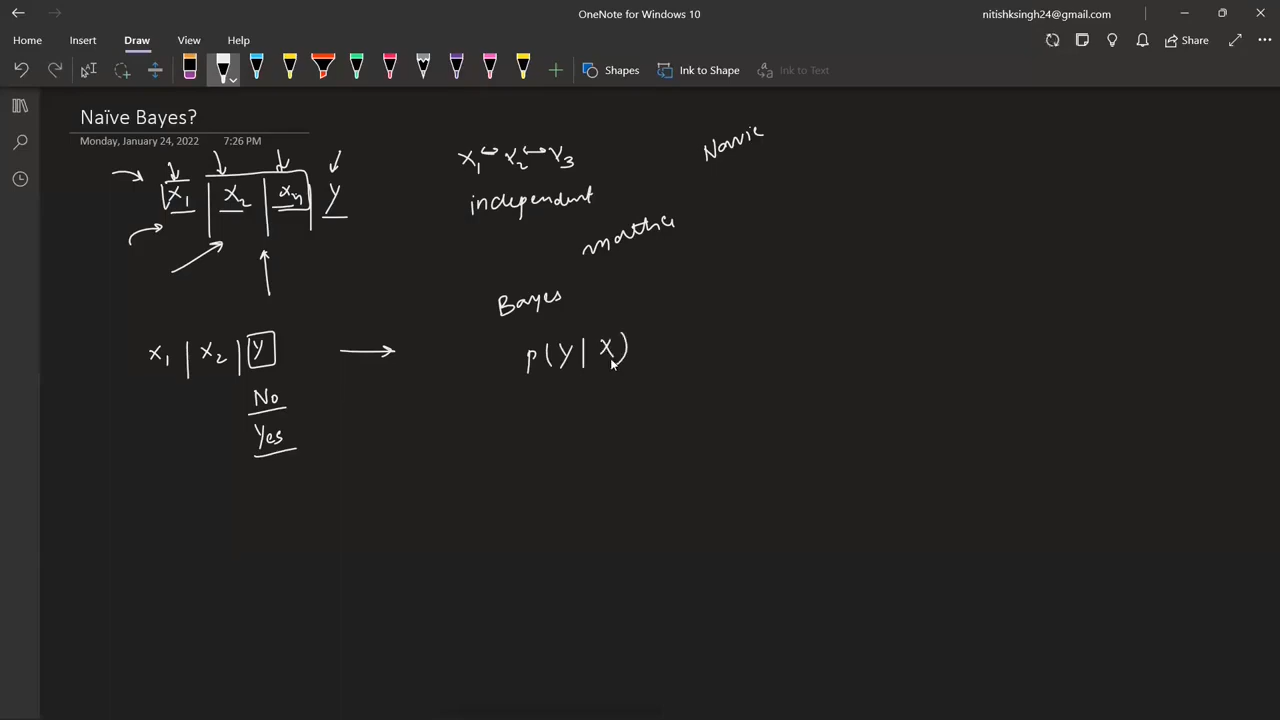 OneNote for Windows 10
nitishksingh24@gmail.com
Home Insert Draw View Help
Share
Shapes
Ink to Shape
Ink to Text
Naïve Bayes?
Monday, January 24, 2022 7:26 PM
x1 ↔ x2 ↔ x3
Navie
x1 | x2 | xn | Y
independent
mathe
Bayes
x1 | x2 | Y →
p(Y | X)
No
Yes